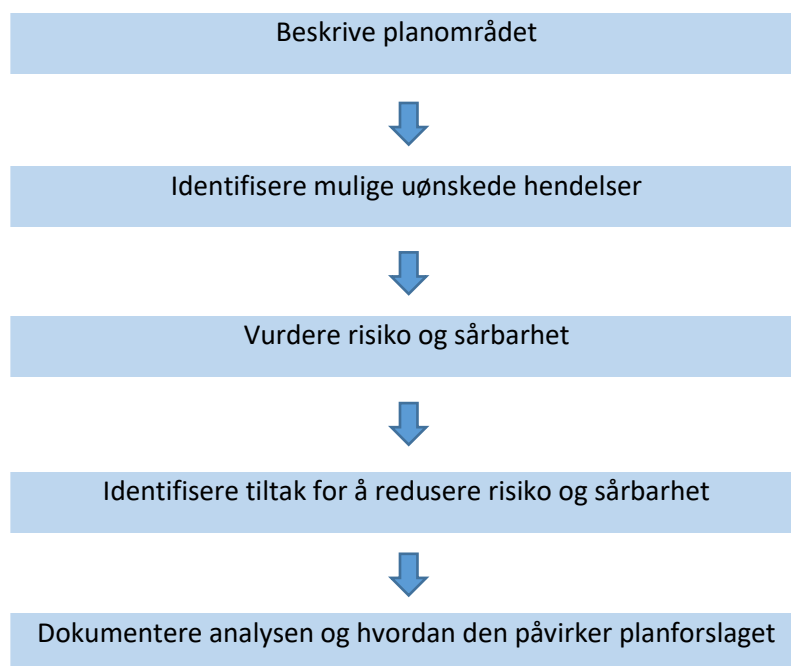 Beskrive planområdet
Identifisere mulige uønskede hendelser
Vurdere risiko og sårbarhet
Identifisere tiltak for å redusere risiko og sårbarhet
Dokumentere analysen og hvordan den påvirker planforslaget